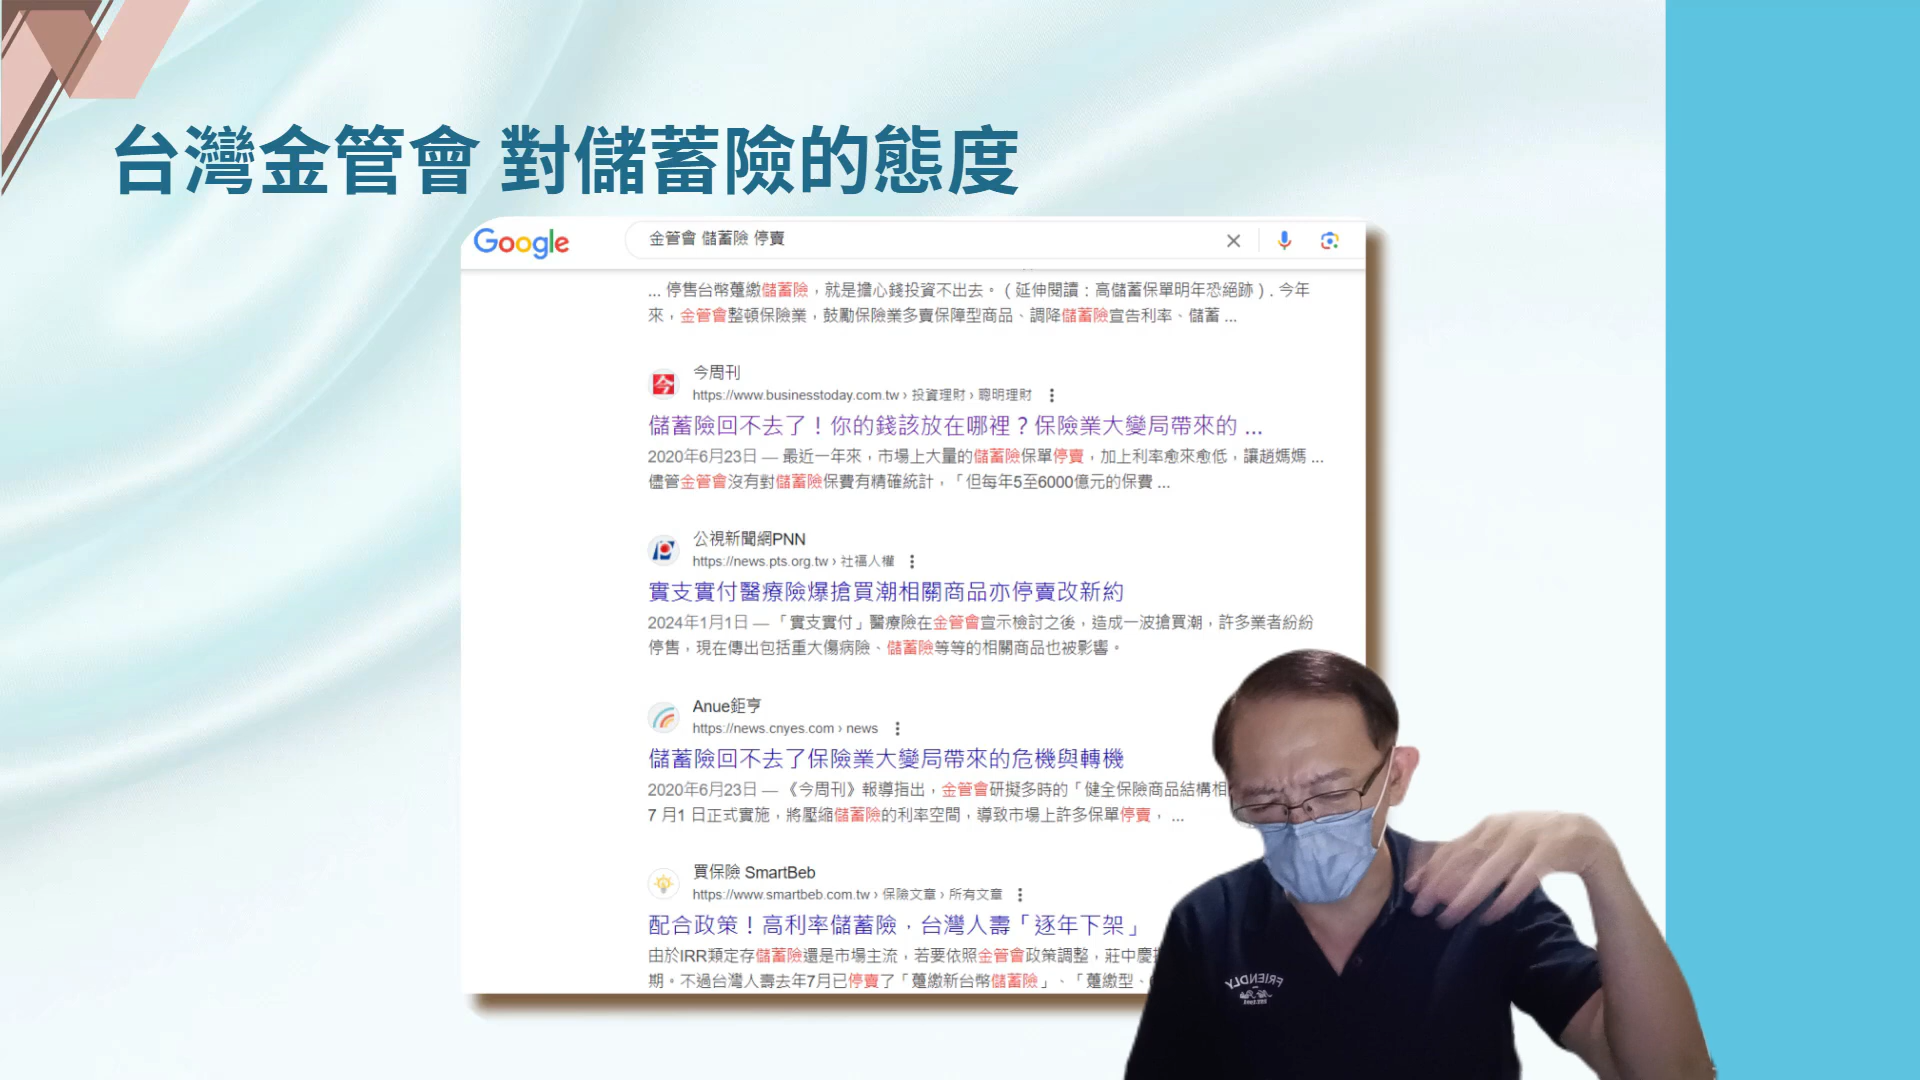 台灣金管會 對儲蓄險的態度
Google
金管會 儲蓄險 停賣
... 停售台幣躉繳儲蓄險，就是擔心錢投資不出去。（延伸閱讀：高儲蓄保單明年恐絕跡）. 今年
來，金管會整頓保險業，鼓勵保險業多賣保障型商品、調降儲蓄險宣告利率、儲蓄 ...
今周刊
https://www.businesstoday.com.tw › 投資理財 › 聰明理財
儲蓄險回不去了！你的錢該放在哪裡？保險業大變局帶來的 ...
2020年6月23日 — 最近一年來，市場上大量的儲蓄險保單停賣，加上利率愈來愈低，讓趙媽媽 ...
儘管金管會沒有對儲蓄險保費有精確統計，「但每年5至6000億元的保費 ...
公視新聞網PNN
https://news.pts.org.tw › 社福人權
實支實付醫療險爆搶買潮相關商品亦停賣改新約
2024年1月1日 — 「實支實付」醫療險在金管會宣示檢討之後，造成一波搶買潮，許多業者紛紛
停售，現在傳出包括重大傷病險、儲蓄險等等的相關商品也被影響。
Anue鉅亨
https://news.cnyes.com › news
儲蓄險回不去了保險業大變局帶來的危機與轉機
2020年6月23日 — 《今周刊》報導指出，金管會研擬多時的「健全保險商品結構相
7 月1 日正式實施，將壓縮儲蓄險的利率空間，導致市場上許多保單停賣， ...
買保險 SmartBeb
https://www.smartbeb.com.tw › 保險文章 › 所有文章
配合政策！高利率儲蓄險，台灣人壽「逐年下架」
由於IRR類定存儲蓄險還是市場主流，若要依照金管會政策調整，莊中慶
期。不過台灣人壽去年7月已停賣了「躉繳新台幣儲蓄險」、「躉繳型、
FRIENDLY